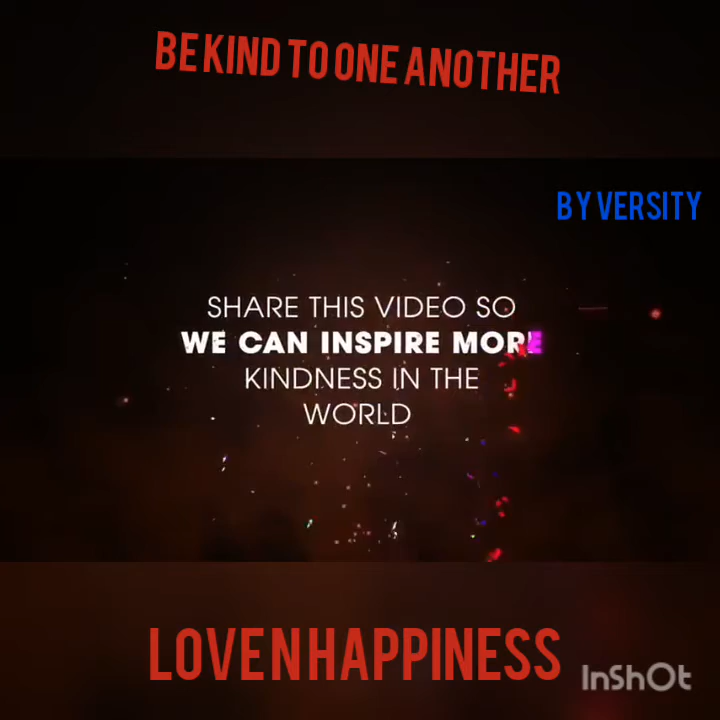 BE KIND TO ONE ANOTHER
BY VERSITY
SHARE THIS VIDEO SO
WE CAN INSPIRE MORE
KINDNESS IN THE
WORLD
LOVE N HAPPINESS
InShOt